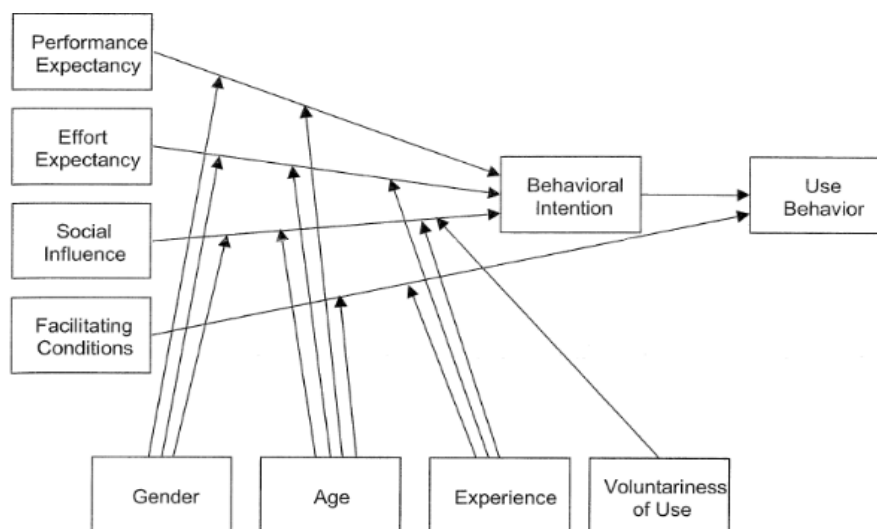 Performance
Expectancy
Effort
Expectancy
Social
Influence
Facilitating
Conditions
Behavioral
Intention
Use
Behavior
Gender
Age
Experience
Voluntariness
of Use